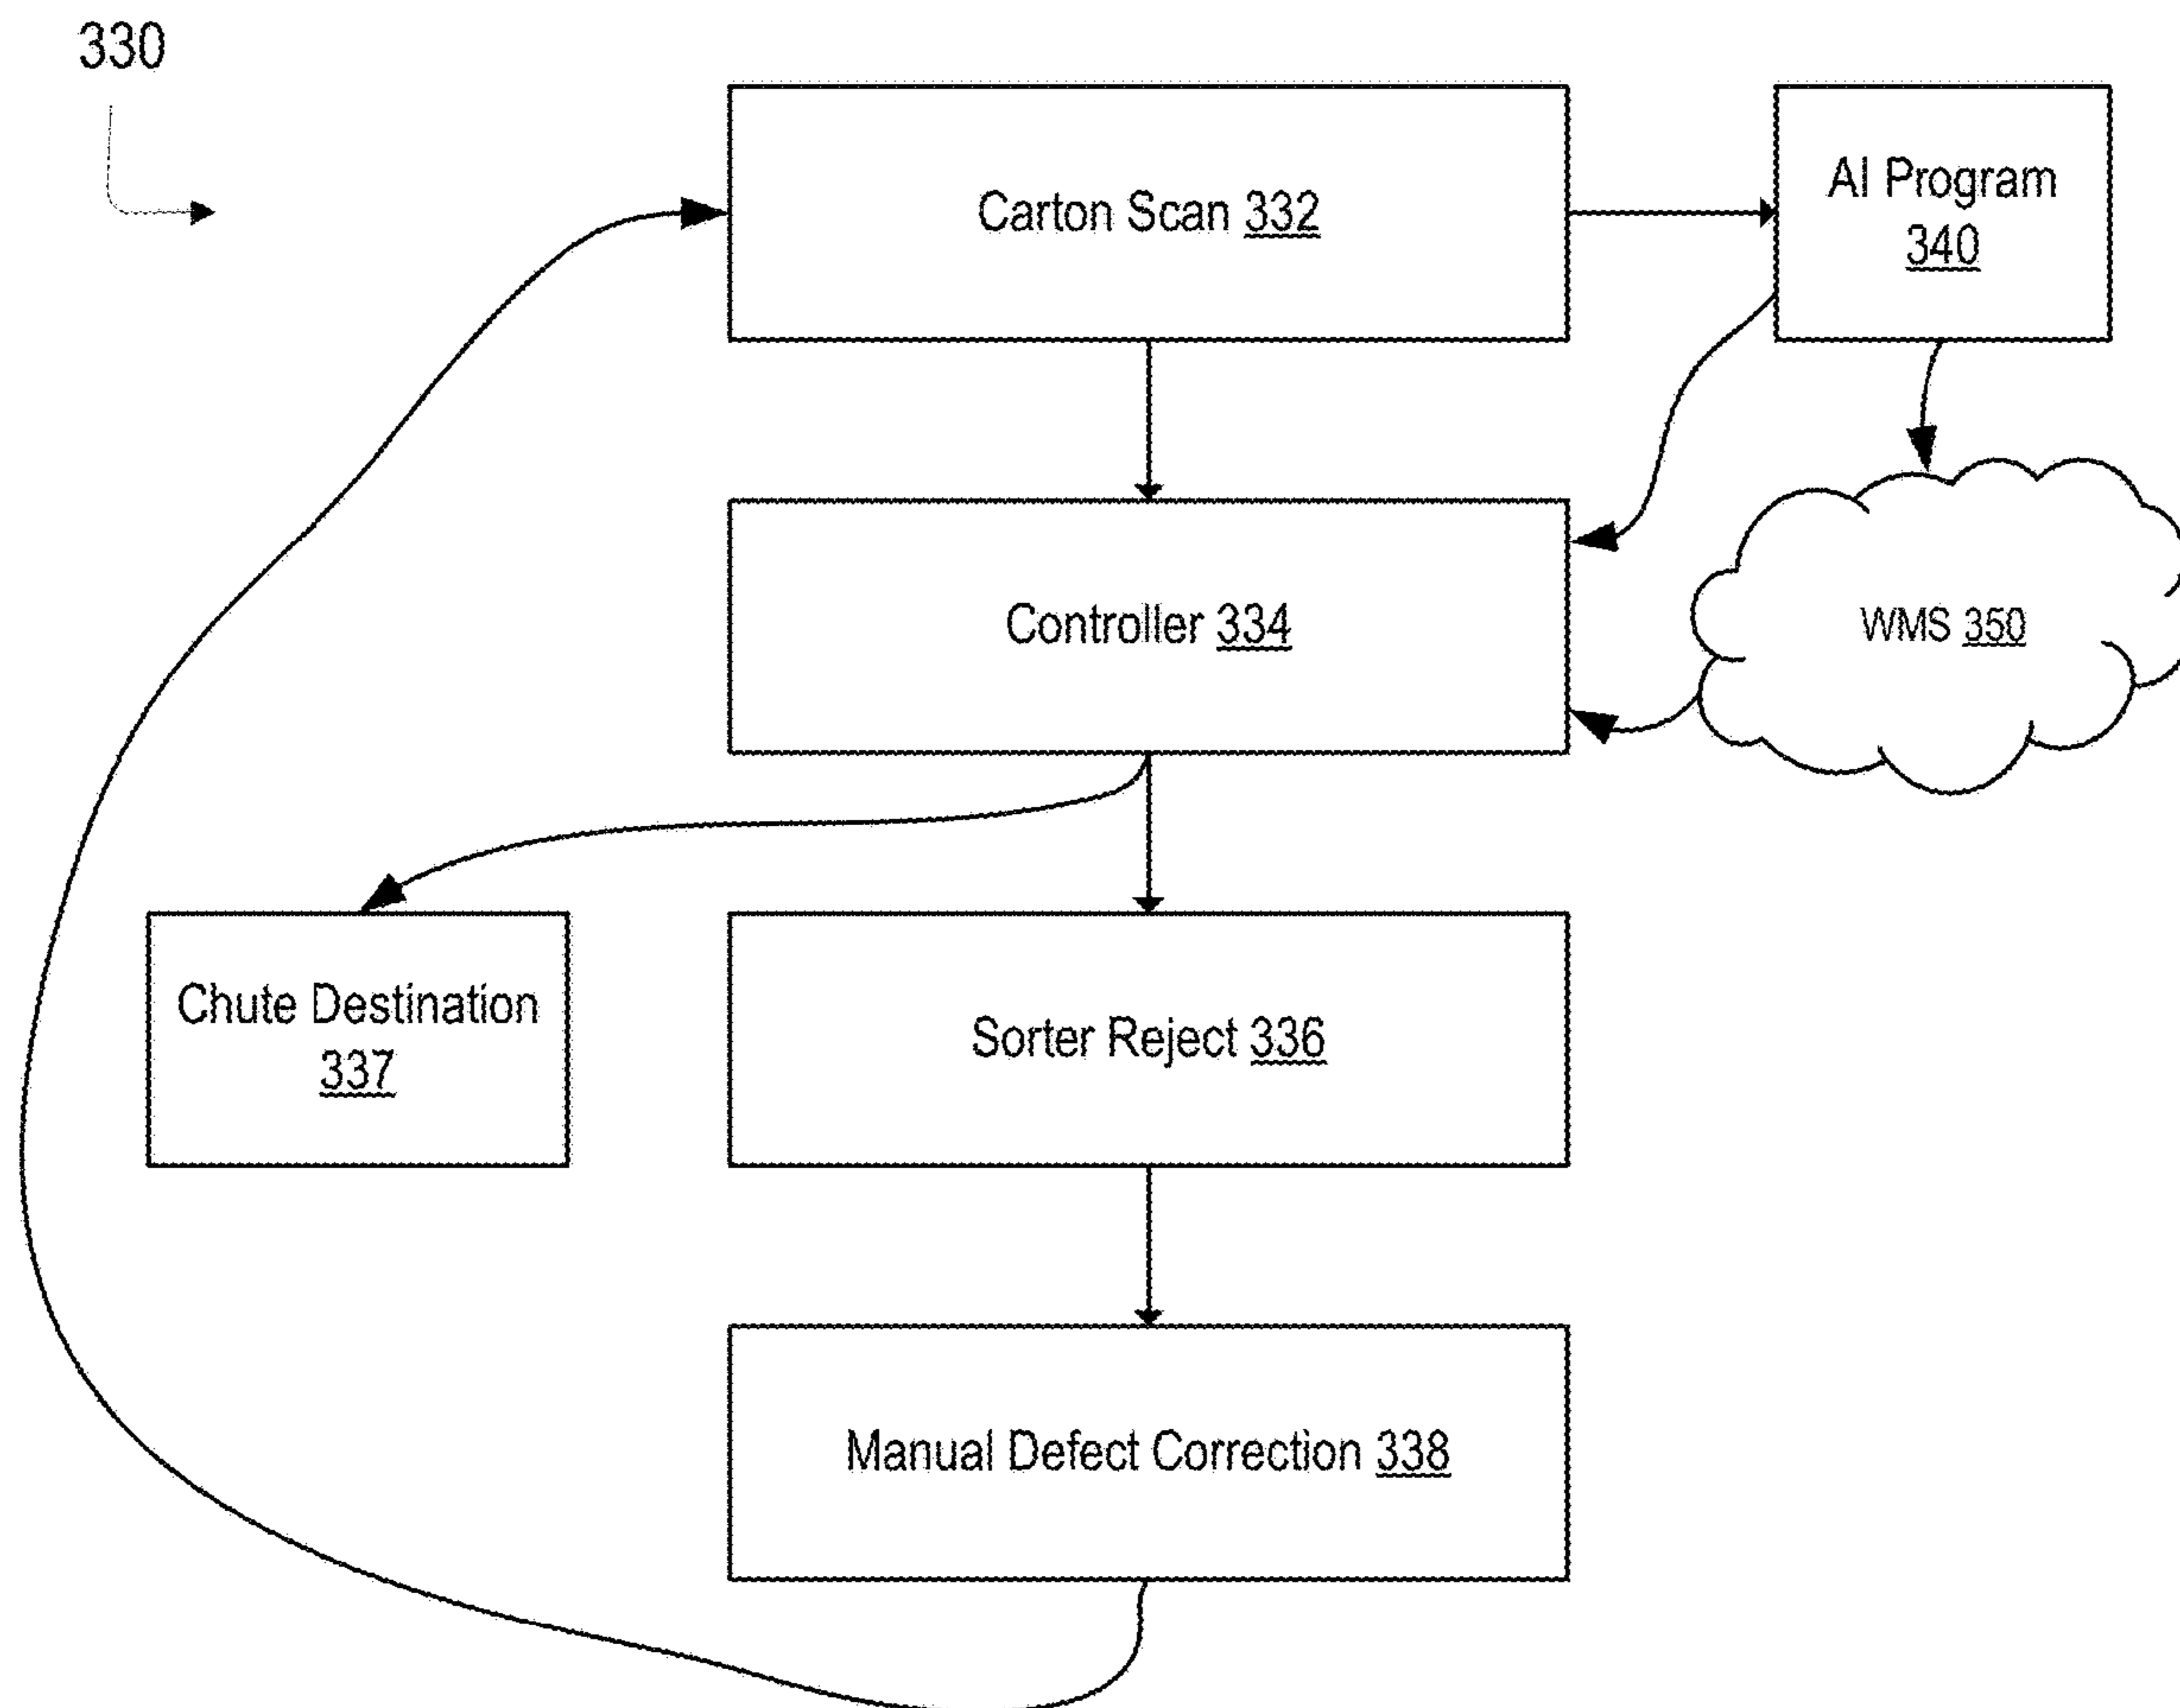 330
Carton Scan 332
AI Program
340
Controller 334
WMS 350
Chute Destination
337
Sorter Reject 336
Manual Defect Correction 338